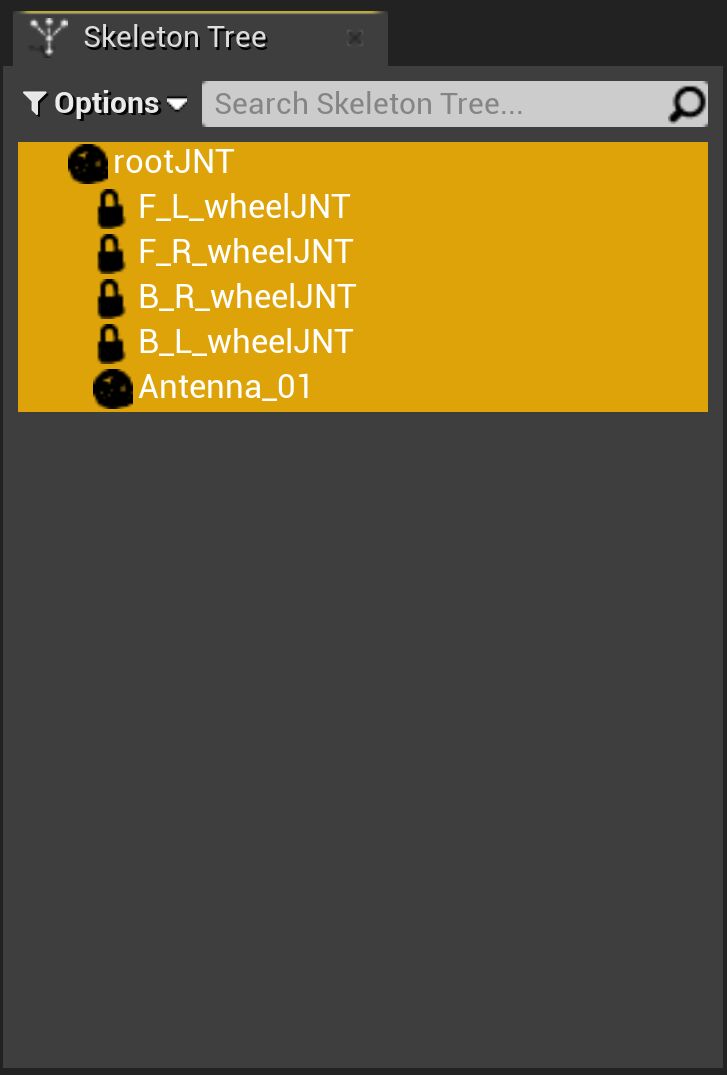 Skeleton Tree
Options Search Skeleton Tree...
rootJNT
F_L_wheelJNT
F_R_wheelJNT
B_R_wheelJNT
B_L_wheelJNT
Antenna_01